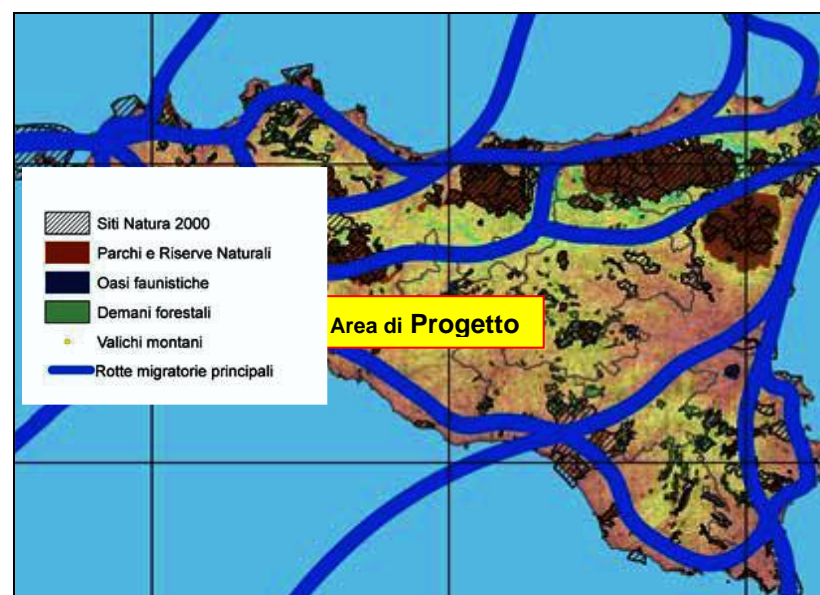 Siti Natura 2000
Parchi e Riserve Naturali
Oasi faunistiche
Demani forestali
Valichi montani
Rotte migratorie principali
Area di Progetto